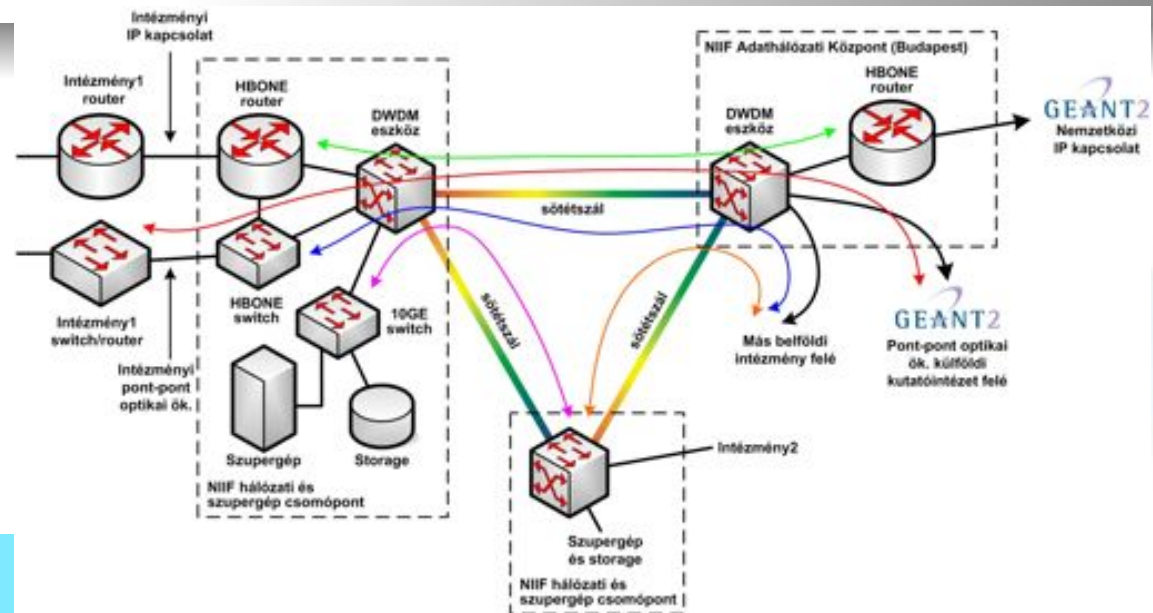 Intézményi
IP kapcsolat
Intézmény1
router
HBONE
router
DWDM
eszköz
NIIF Adathálózati Központ (Budapest)
HBONE
router
DWDM
eszköz
GEANT2
Nemzetközi
IP kapcsolat
sötétszál
Intézmény1
switch/router
HBONE
switch
10GE
switch
Intézményi
pont-pont
optikai ök.
Szupergép
Storage
NIIF hálózati és
szupergép csomópont
sötétszál
sötétszál
Más belföldi
intézmény felé
GEANT2
Pont-pont optikai
ök. külföldi
kutatóintézet felé
Intézmény2
Szupergép
és storage
NIIF hálózati és
szupergép csomópont